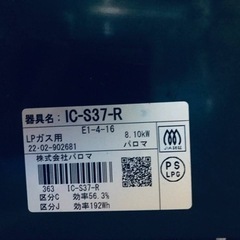 器具名: IC-S37-R
E1-4-16
LPガス用 8.10kW
22-02-902681 パロマ
株式会社パロマ
363 IC-S37-R
区分C 効率56.3%
区分J 効率192Wh
JIA
PS
LPG